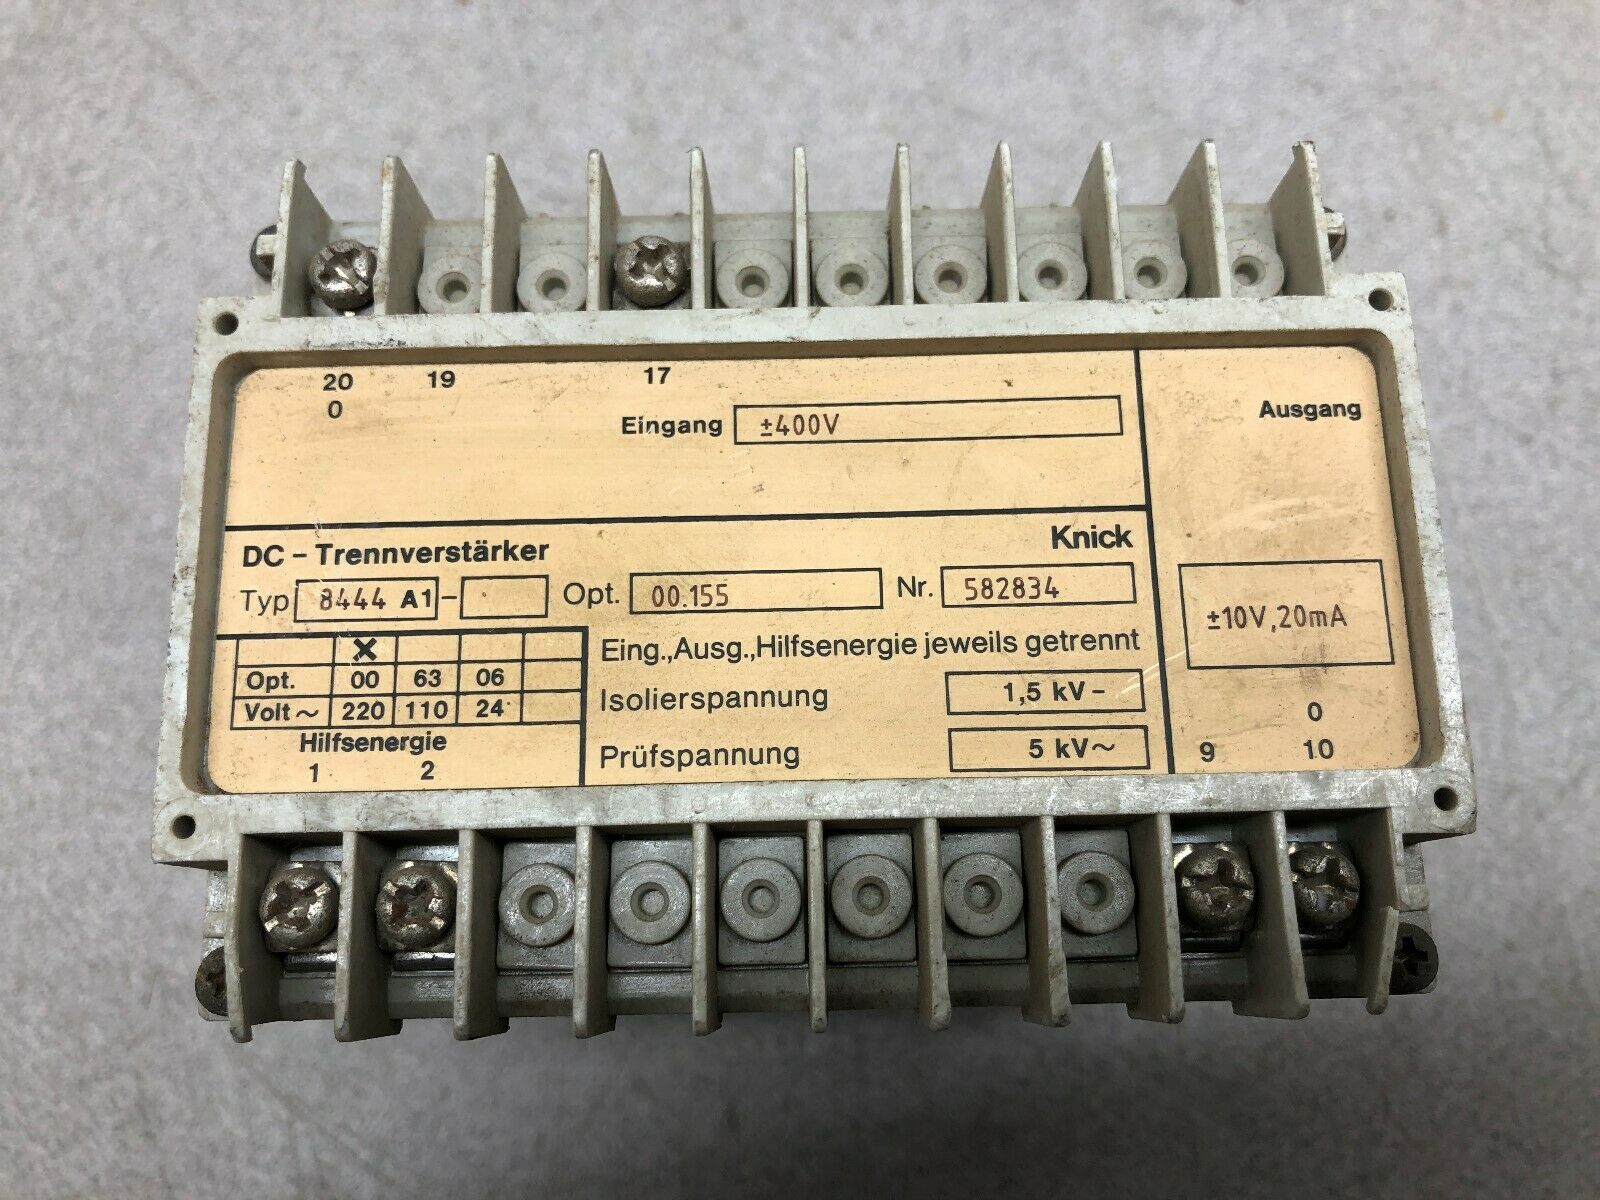 20 19 17
0
Eingang ±400V
Ausgang
DC - Trennverstärker Knick
Typ 8444 A1- Opt. 00.155 Nr. 582834
±10V, 20mA
Eing.,Ausg.,Hilfsenergie jeweils getrennt
X
Opt. 00 63 06
Volt ~ 220 110 24
Isolierspannung 1,5 kV -
Hilfsenergie
1 2
Prüfspannung 5 kV~
0
9 10